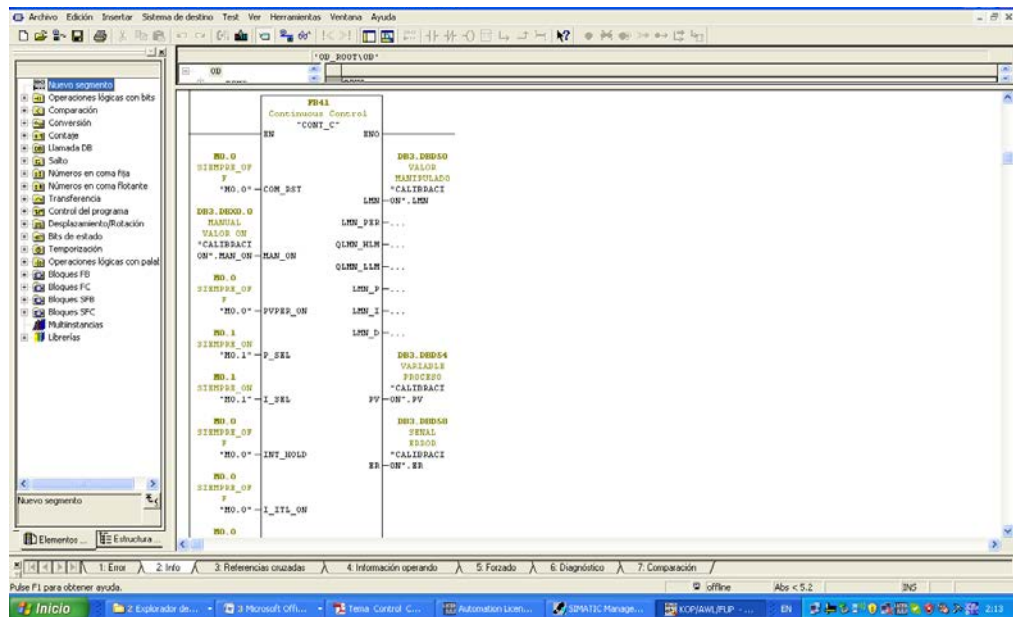 Archivo Edición Insertar Sistema de destino Test Ver Herramientas Ventana Ayuda
'OB_ROOT\OB'
OB
Nuevo segmento
Operaciones lógicas con bits
Comparación
Conversión
Contaje
Llamada DB
Salto
Números en coma fija
Números en coma flotante
Transferencia
Control del programa
Desplazamiento/Rotación
Bits de estado
Temporización
Operaciones lógicas con palab
Bloques FB
Bloques FC
Bloques SFB
Bloques SFC
Multiinstancias
Librerías
Nuevo segmento
Elementos ...
Estructura ...
FB41
Continuous Control
"CONT_C"
EN ENO
M0.0
SIEMPRE_OF
F
"M0.0" COM_RST
DB3.DBX0.0
MANUAL
VALOR ON
"CALIBRACI
ON".MAN_ON MAN_ON
M0.0
SIEMPRE_OF
F
"M0.0" PVPER_ON
M0.1
SIEMPRE_ON
"M0.1" P_SEL
M0.1
SIEMPRE_ON
"M0.1" I_SEL
M0.0
SIEMPRE_OF
F
"M0.0" INT_HOLD
M0.0
SIEMPRE_OF
F
"M0.0" I_ITL_ON
M0.0
DB3.DBD50
VALOR
MANIPULADO
"CALIBRACI
LMN ON".LMN
LMN_PER ...
QLMN_HLM ...
QLMN_LLM ...
LMN_P ...
LMN_I ...
LMN_D ...
DB3.DBD54
VARIABLE
PROCESO
"CALIBRACI
PV ON".PV
DB3.DBD58
SENAL
ERROR
"CALIBRACI
ER ON".ER
1: Error 2: Info 3: Referencias cruzadas 4: Información operando 5: Forzado 6: Diagnóstico 7: Comparación
Pulse F1 para obtener ayuda. offline Abs < 5.2 INS
Inicio 2 Explorador de... 3 Microsoft Offi... Tema Control C... Automation Licen... SIMATIC Manage... KOP/AWL/FUP - ... EN 2:13